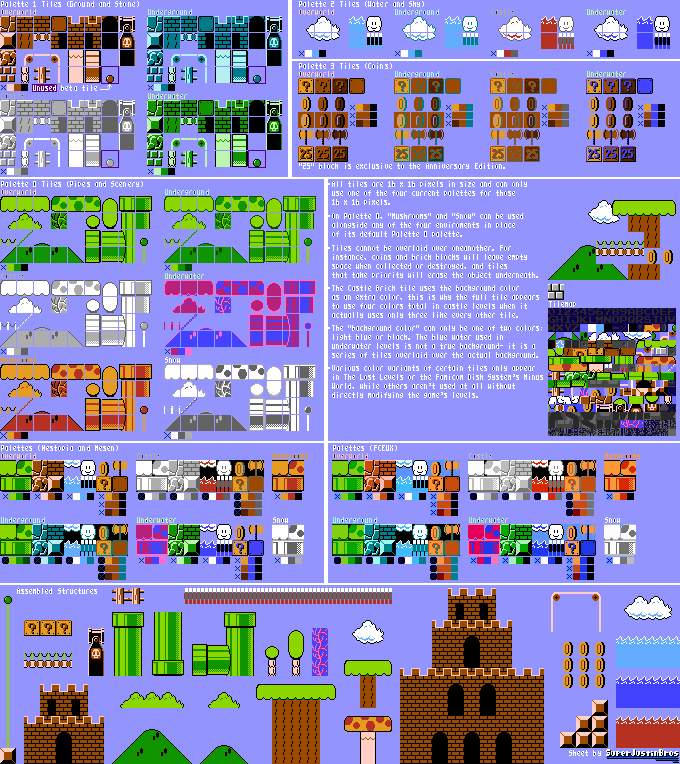 Palette 1 Tiles (Ground and Stone)
Overworld
Underground
Unused beta tile
Underwater
Palette 2 Tiles (Water and Sky)
Overworld
Underground
Underwater
Palette 3 Tiles (Coins)
Overworld
Underground
Underwater
"25" block is exclusive to the Anniversary Edition.
Palette 0 Tiles (Pipes and Scenery)
Overworld
Underground
Underwater
Snow
•All tiles are 16 x 16 pixels in size and can only
use one of the four current palettes for those
16 x 16 pixels.
•On Palette 0, "Mushrooms" and "Snow" can be used
alongside any of the four enviroments in place
of its default Palette 0 palette.
•Tiles cannot be overlaid over oneanother. For
instance, coins and brick blocks will leave empty
space when collected or destroyed, and tiles
that take priority will erase the object underneath.
•The Castle Brick tile uses the background color
as an extra color, this is why the full tile appears
to use four colors total in castle levels when it
actually uses only three like every other tile.
•The "background color" can only be one of two colors:
light blue or black. The blue water used in
underwater levels is not a true background- it is a
series of tiles overlaid over the actual background.
•Various color variants of certain tiles only appear
in The Lost Levels or the Famicom Disk System's Minus
World, while others aren't used at all without
directly modifying the game's levels.
Tilemap
Palettes (Nestopia and Mesen)
Overworld
Castle
Underground
Underwater
Snow
Palettes (FCEUX)
Overworld
Castle
Underground
Underwater
Snow
Assembled Structures
Sheet by SuperJustinBros